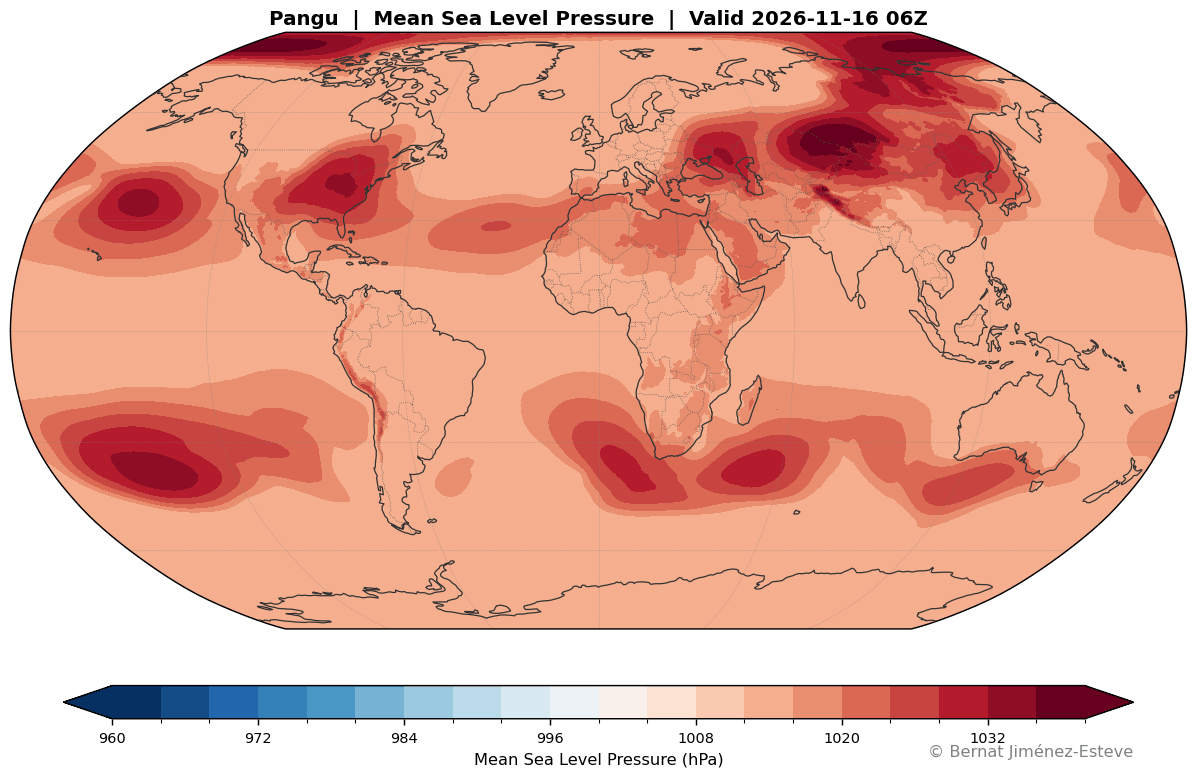 Pangu | Mean Sea Level Pressure | Valid 2026-11-16 06Z
960 972 984 996 1008 1020 1032
Mean Sea Level Pressure (hPa)
© Bernat Jiménez-Esteve